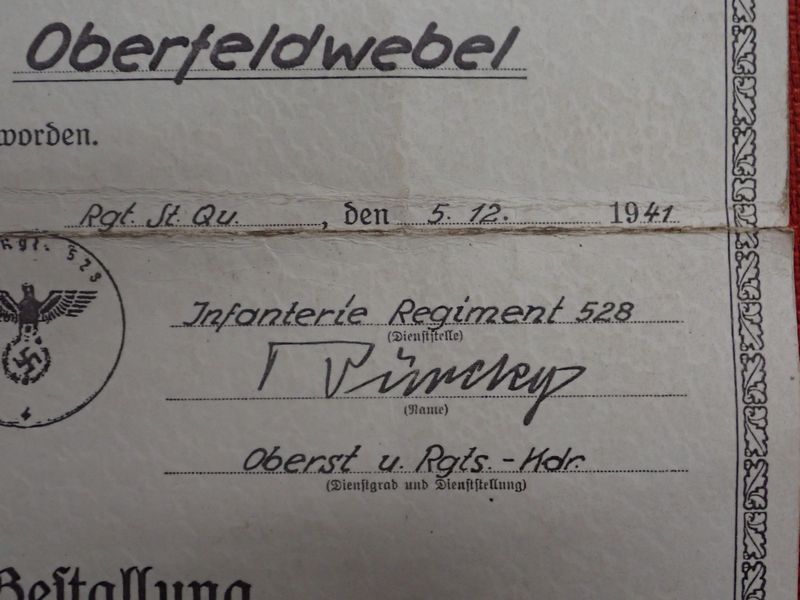 Oberfeldwebel
worden.
Rgt. St. Qu. , den 5. 12. 1941
Rgt. 528
Infanterie Regiment 528
(Dienststelle)
(Name)
Oberst u. Rgts.-Kdr.
(Dienstgrad und Dienststellung)
Bestallung